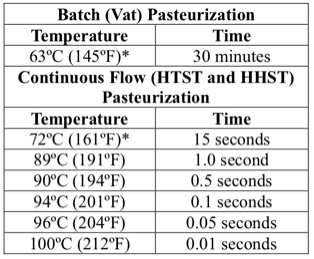 Batch (Vat) Pasteurization
Temperature Time
63ºC (145ºF)* 30 minutes
Continuous Flow (HTST and HHST)
Pasteurization
Temperature Time
72ºC (161ºF)* 15 seconds
89ºC (191ºF) 1.0 second
90ºC (194ºF) 0.5 seconds
94ºC (201ºF) 0.1 seconds
96ºC (204ºF) 0.05 seconds
100ºC (212ºF) 0.01 seconds